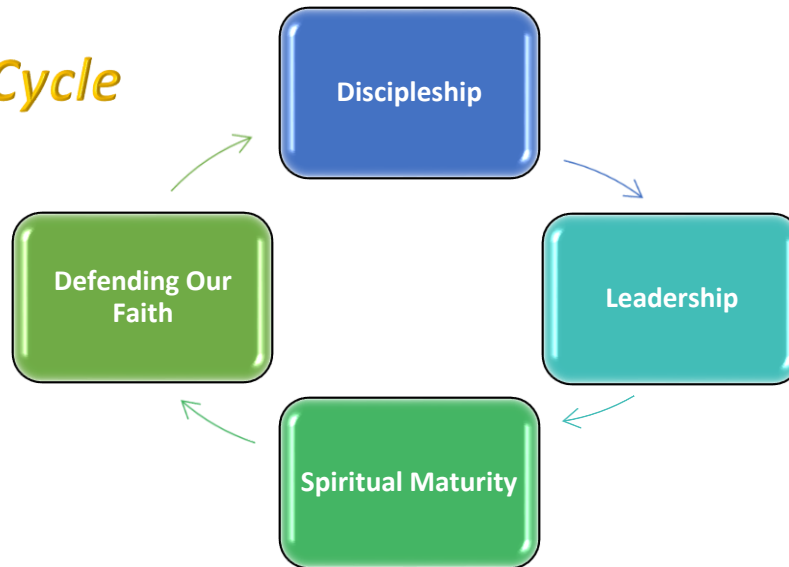 Cycle
Discipleship
Leadership
Defending Our
Faith
Spiritual Maturity